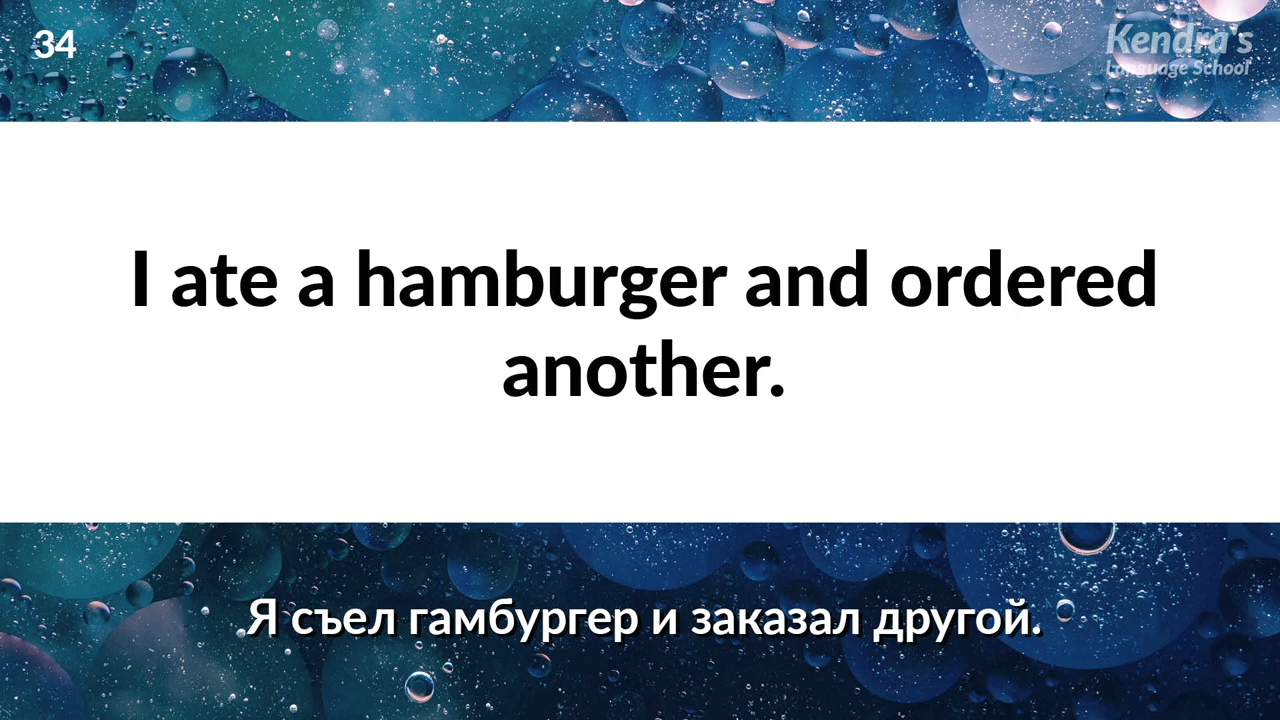 34
Kendra's
Language School
I ate a hamburger and ordered
another.
Я съел гамбургер и заказал другой.